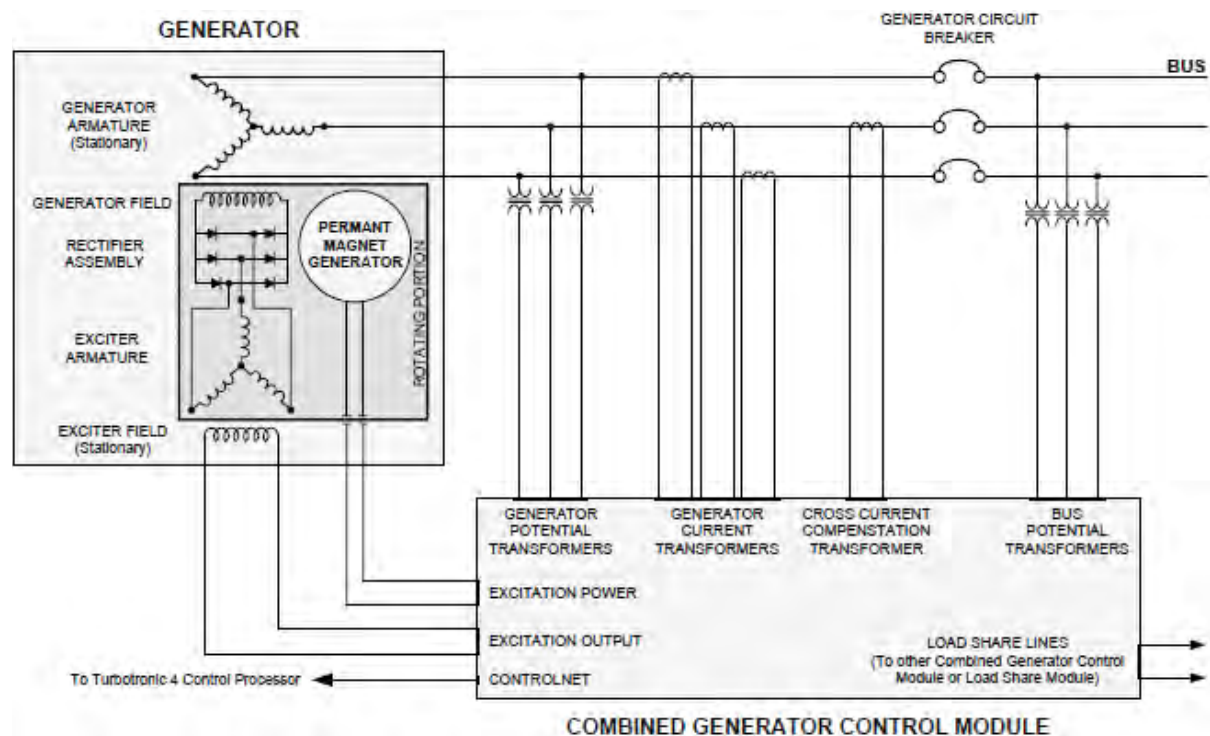 GENERATOR
GENERATOR CIRCUIT
BREAKER
BUS
GENERATOR
ARMATURE
(Stationary)
GENERATOR FIELD
RECTIFIER
ASSEMBLY
EXCITER
ARMATURE
EXCITER FIELD
(Stationary)
PERMANT
MAGNET
GENERATOR
ROTATING PORTION
GENERATOR
POTENTIAL
TRANSFORMERS
GENERATOR
CURRENT
TRANSFORMERS
CROSS CURRENT
COMPENSTATION
TRANSFORMER
BUS
POTENTIAL
TRANSFORMERS
EXCITATION POWER
EXCITATION OUTPUT
CONTROLNET
To Turbotronic 4 Control Processor
LOAD SHARE LINES
(To other Combined Generator Control
Module or Load Share Module)
COMBINED GENERATOR CONTROL MODULE